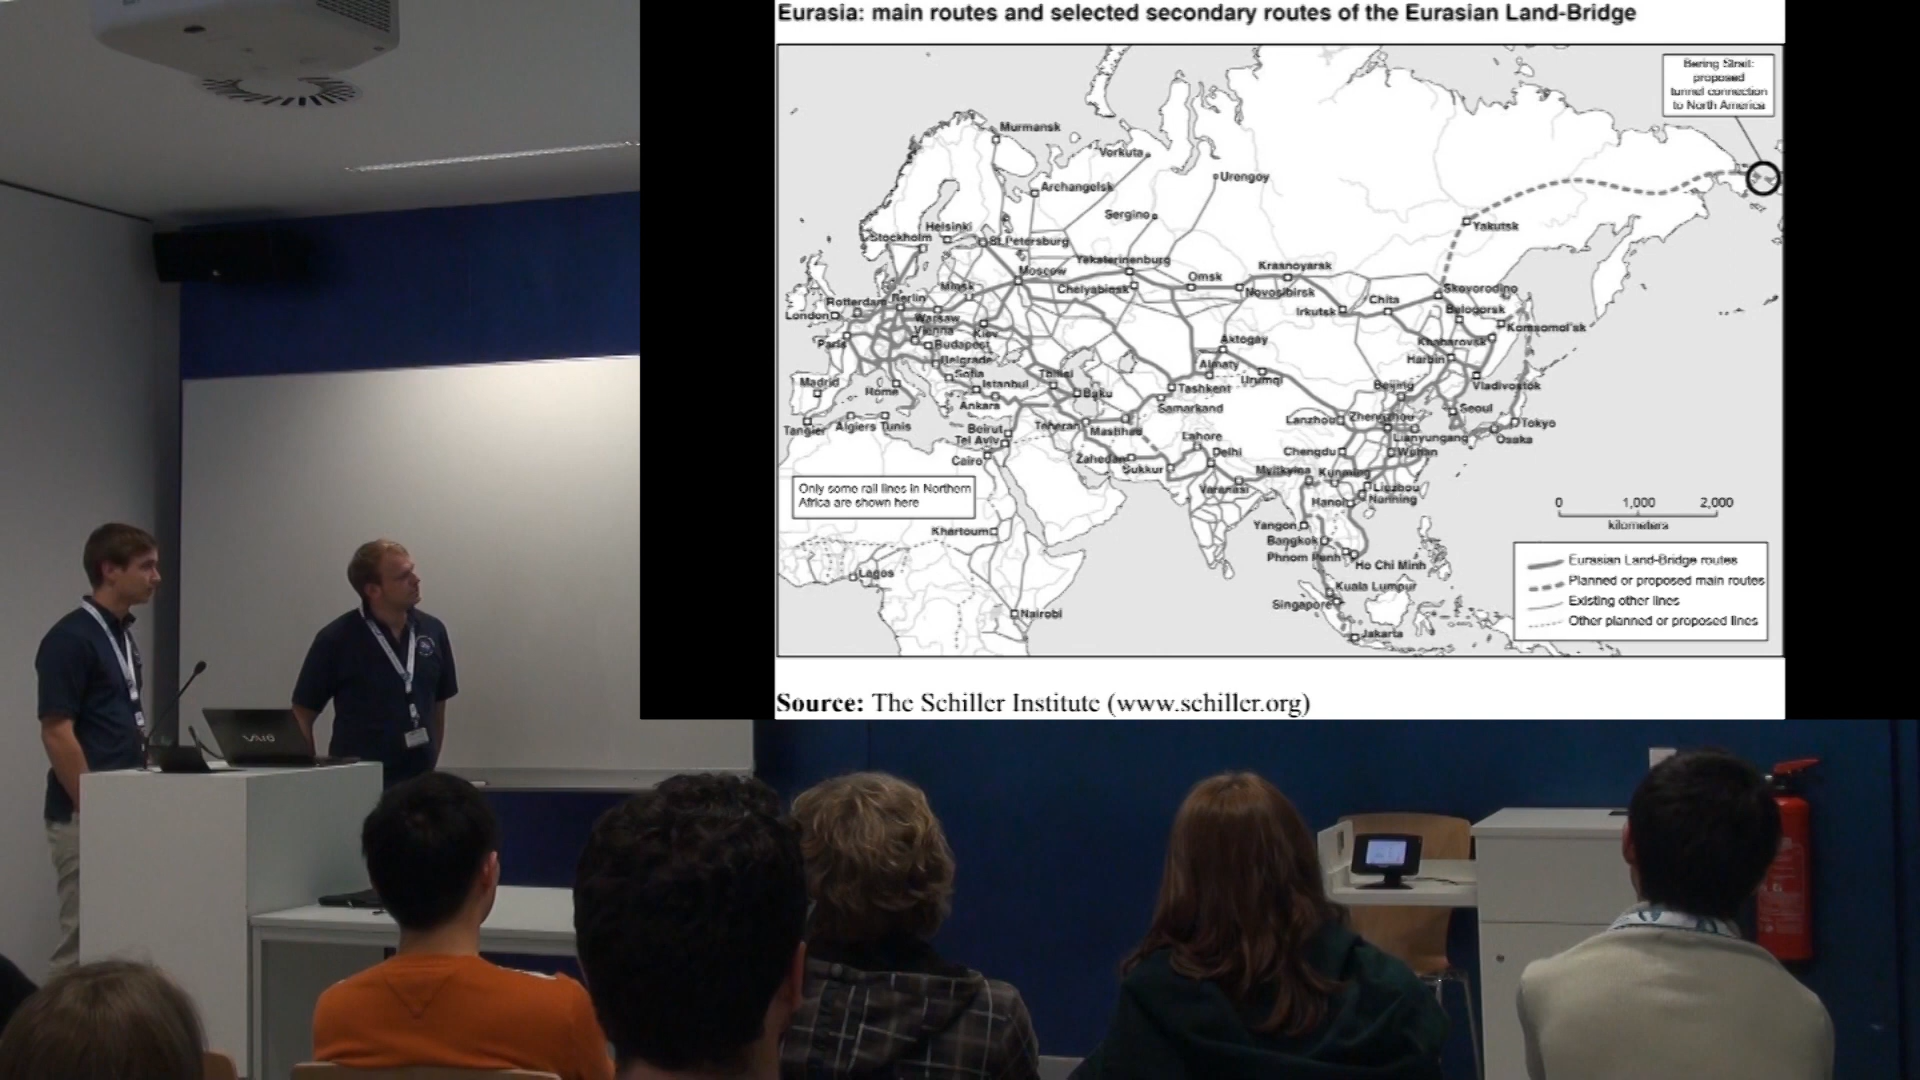 Eurasia: main routes and selected secondary routes of the Eurasian Land-Bridge
Bering Strait:
proposed
tunnel connection
to North America
Murmansk
Vorkuta
Urengoy
Archangelsk
Sergino
Yakutsk
Helsinki
Stockholm
St Petersburg
Yekaterinenburg
Moscow
Krasnoyarsk
Omsk
Minsk
Chelyabinsk
Novosibirsk
Skovorodino
Rotterdam
Berlin
Chita
London
Irkutsk
Belogorsk
Warsaw
Komsomol'sk
Vienna
Kiev
Paris
Budapest
Aktogay
Khabarovsk
Belgrade
Harbin
Almaty
Sofia
Tbilisi
Urumqi
Madrid
Istanbul
Tashkent
Beijing
Vladivostok
Rome
Baku
Ankara
Samarkand
Seoul
Tangier
Algiers
Tunis
Beirut
Teheran
Mashhad
Lanzhou
Zhengzhou
Tokyo
Tel Aviv
Lahore
Lianyungang
Osaka
Cairo
Zahedan
Delhi
Chengdu
Wuhan
Sukkur
Myitkyina
Kunming
Varanasi
Liuzhou
Only some rail lines in Northern
Africa are shown here
Hanoi
Nanning
0 1,000 2,000
kilometers
Khartoum
Yangon
Bangkok
Phnom Penh
Ho Chi Minh
Lagos
Kuala Lumpur
Singapore
Nairobi
Jakarta
Eurasian Land-Bridge routes
Planned or proposed main routes
Existing other lines
Other planned or proposed lines
Source: The Schiller Institute (www.schiller.org)
VAIO